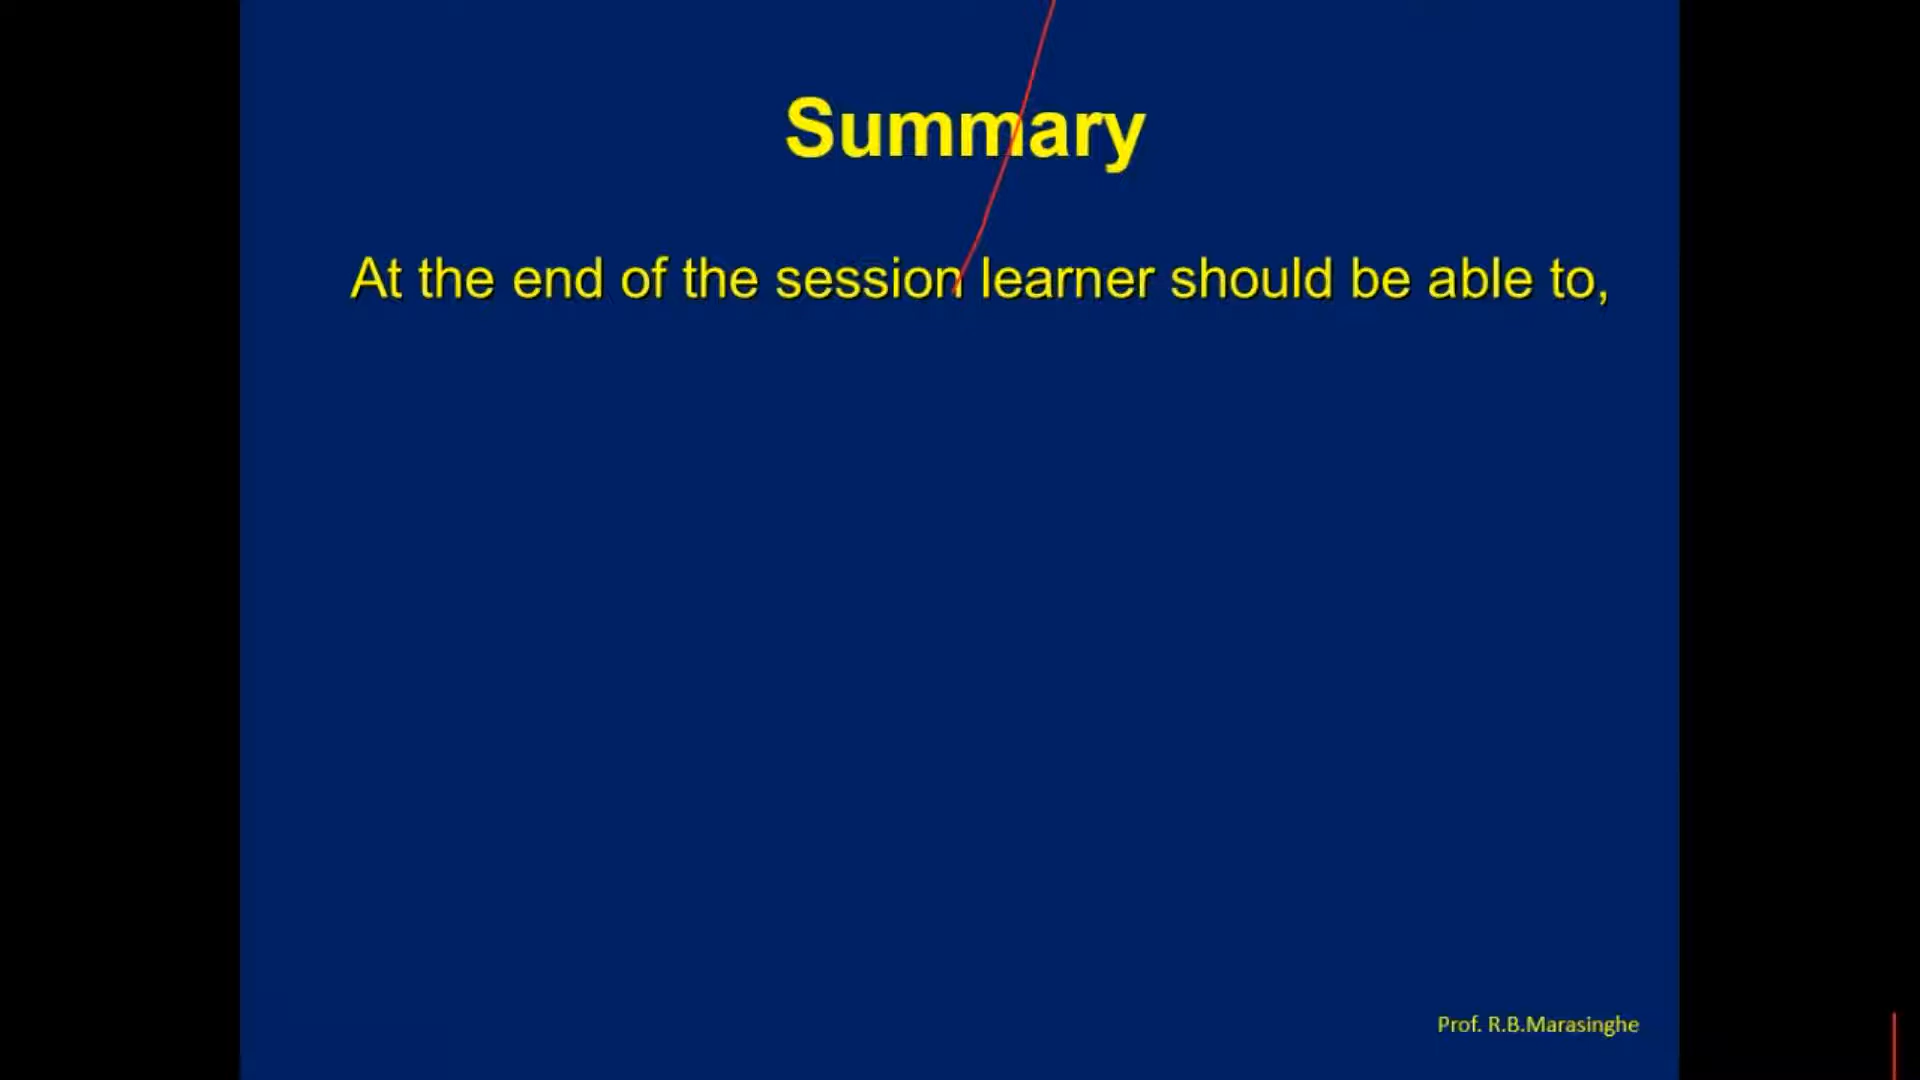 Summary
At the end of the session learner should be able to,
Prof. R.B.Marasinghe